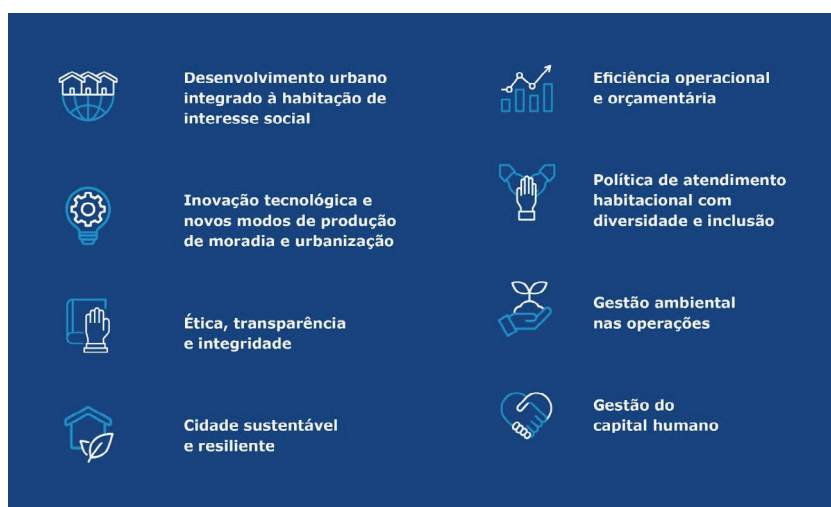 Desenvolvimento urbano
integrado à habitação de
interesse social
Inovação tecnológica e
novos modos de produção
de moradia e urbanização
Ética, transparência
e integridade
Cidade sustentável
e resiliente
Eficiência operacional
e orçamentária
Política de atendimento
habitacional com
diversidade e inclusão
Gestão ambiental
nas operações
Gestão do
capital humano